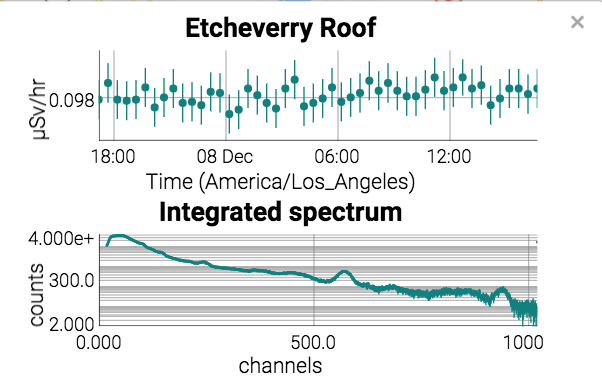 Etcheverry Roof
×
μSv/hr
0.098
18:00 08 Dec 06:00 12:00
Time (America/Los_Angeles)
Integrated spectrum
counts
4.000e+
300.0
2.000
0.000 500.0 1000
channels